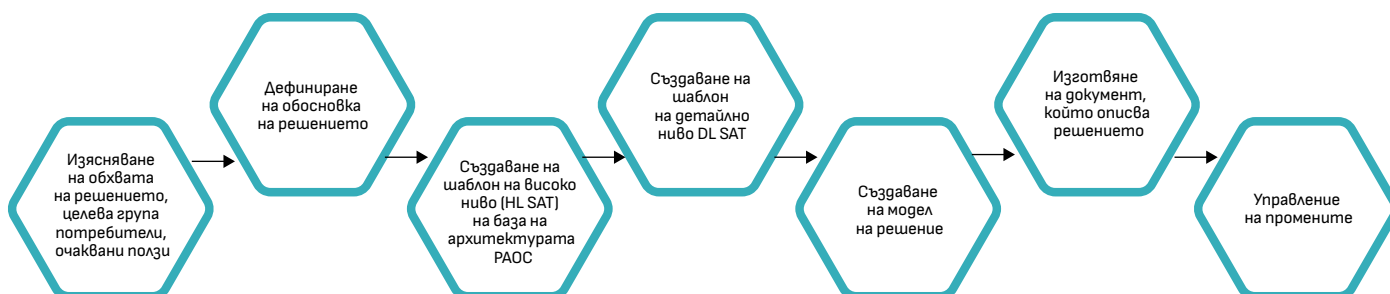 Изясняване
на обхвата
на решението,
целева група
потребители,
очаквани ползи
Дефиниране
на обосновка
на решението
Създаване на
шаблон на високо
ниво (HL SAT)
на база на
архитектурата
РАОС
Създаване на
шаблон
на детайлно
ниво DL SAT
Създаване
на модел
на решение
Изготвяне
на документ,
който описва
решението
Управление
на промените